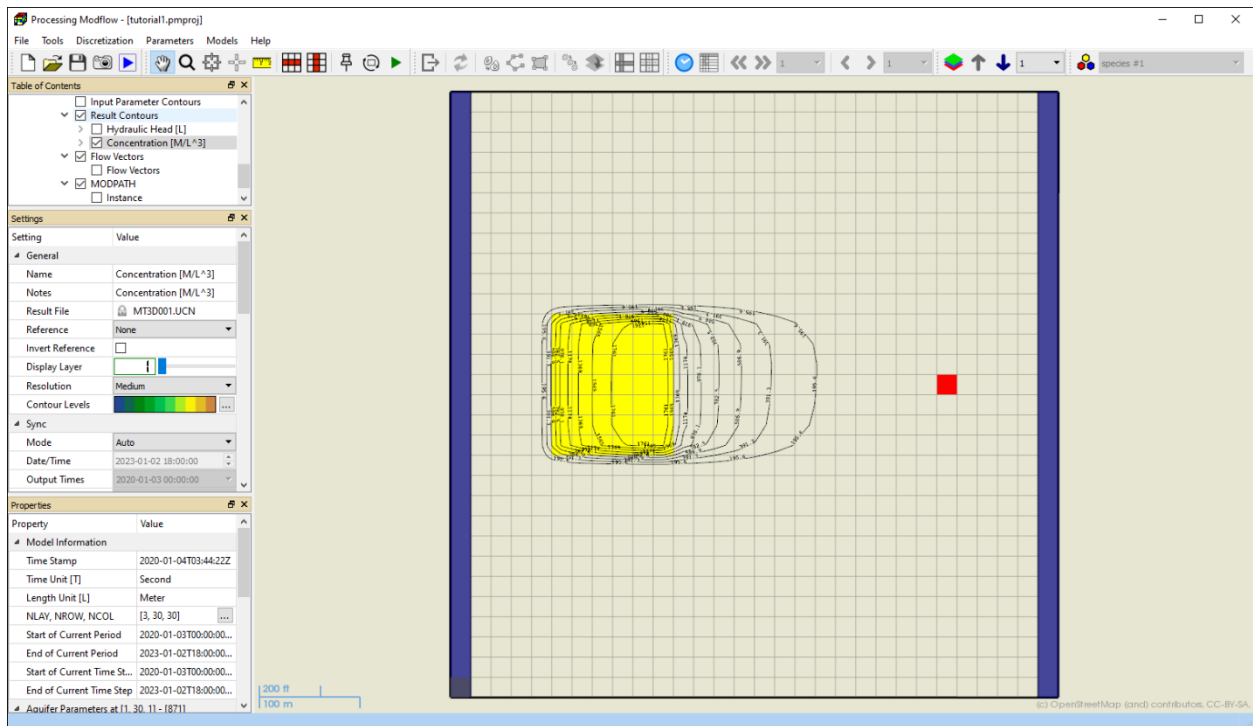 Processing Modflow - [tutorial1.pmproj]
File Tools Discretization Parameters Models Help
1 1 1 species #1
Table of Contents
Input Parameter Contours
Result Contours
Hydraulic Head [L]
Concentration [M/L^3]
Flow Vectors
Flow Vectors
MODPATH
Instance
Settings
Setting Value
General
Name Concentration [M/L^3]
Notes Concentration [M/L^3]
Result File MT3D001.UCN
Reference None
Invert Reference
Display Layer 1
Resolution Medium
Contour Levels ...
Sync
Mode Auto
Date/Time 2023-01-02 18:00:00
Output Times 2020-01-03 00:00:00
Properties
Property Value
Model Information
Time Stamp 2020-01-04T03:44:22Z
Time Unit [T] Second
Length Unit [L] Meter
NLAY, NROW, NCOL [3, 30, 30] ...
Start of Current Period 2020-01-03T00:00:00...
End of Current Period 2023-01-02T18:00:00...
Start of Current Time St... 2020-01-03T00:00:00...
End of Current Time Step 2023-01-02T18:00:00...
Aquifer Parameters at [1, 30, 1] - [871]
200 ft
100 m
(c) OpenStreetMap (and) contributors, CC-BY-SA